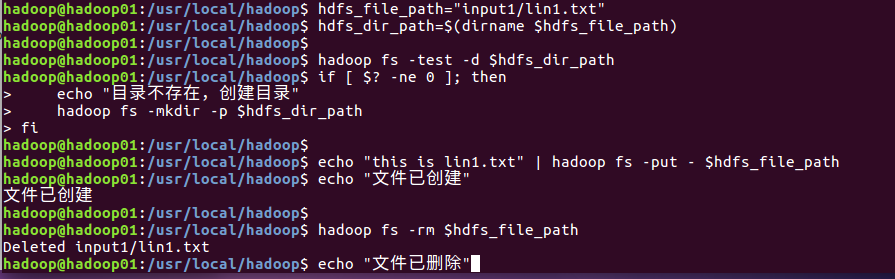 hadoop@hadoop01:/usr/local/hadoop$ hdfs_file_path="input1/lin1.txt"
hadoop@hadoop01:/usr/local/hadoop$ hdfs_dir_path=$(dirname $hdfs_file_path)
hadoop@hadoop01:/usr/local/hadoop$
hadoop@hadoop01:/usr/local/hadoop$ hadoop fs -test -d $hdfs_dir_path
hadoop@hadoop01:/usr/local/hadoop$ if [ $? -ne 0 ]; then
>     echo "目录不存在，创建目录"
>     hadoop fs -mkdir -p $hdfs_dir_path
> fi
hadoop@hadoop01:/usr/local/hadoop$
hadoop@hadoop01:/usr/local/hadoop$ echo "this is lin1.txt" | hadoop fs -put - $hdfs_file_path
hadoop@hadoop01:/usr/local/hadoop$ echo "文件已创建"
文件已创建
hadoop@hadoop01:/usr/local/hadoop$
hadoop@hadoop01:/usr/local/hadoop$ hadoop fs -rm $hdfs_file_path
Deleted input1/lin1.txt
hadoop@hadoop01:/usr/local/hadoop$ echo "文件已删除"